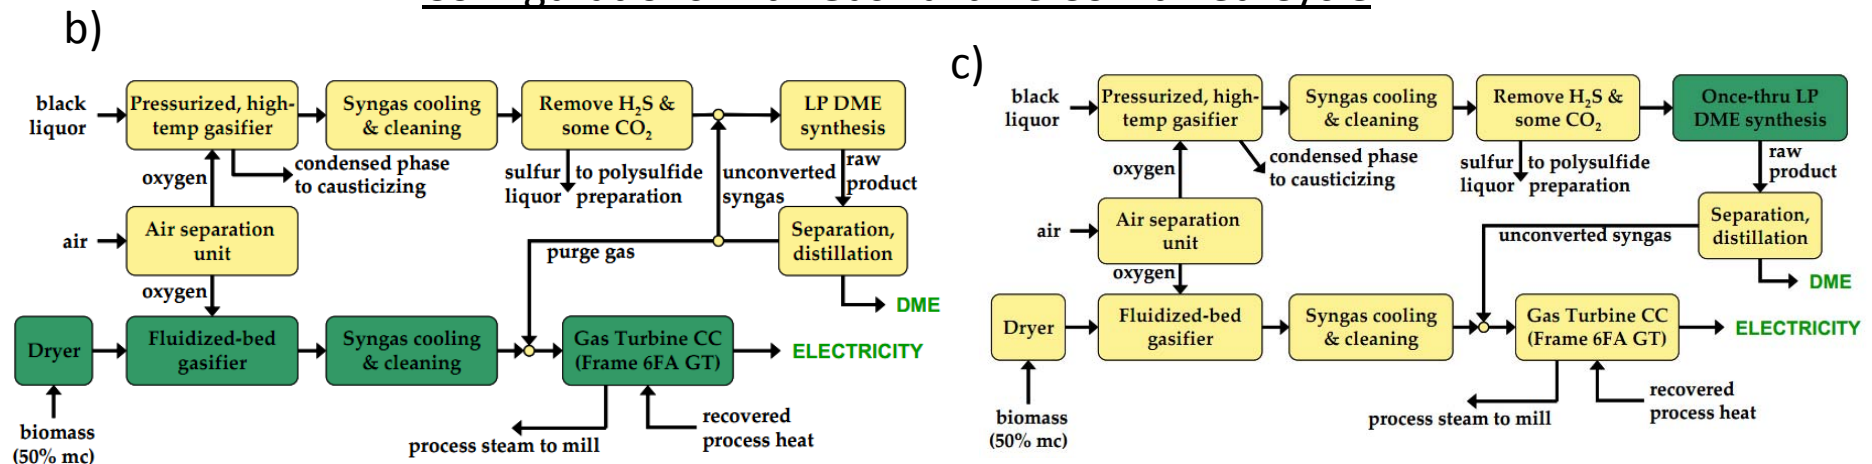 b)
black
liquor
Pressurized, high-
temp gasifier
Syngas cooling
& cleaning
Remove H₂S &
some CO₂
LP DME
synthesis
oxygen
condensed phase
to causticizing
sulfur
liquor
to polysulfide
preparation
unconverted
syngas
raw
product
air
Air separation
unit
purge gas
Separation,
distillation
oxygen
DME
Dryer
Fluidized-bed
gasifier
Syngas cooling
& cleaning
Gas Turbine CC
(Frame 6FA GT)
ELECTRICITY
biomass
(50% mc)
process steam to mill
recovered
process heat
c)
black
liquor
Pressurized, high-
temp gasifier
Syngas cooling
& cleaning
Remove H₂S &
some CO₂
Once-thru LP
DME synthesis
oxygen
condensed phase
to causticizing
sulfur
liquor
to polysulfide
preparation
raw
product
air
Air separation
unit
unconverted syngas
Separation,
distillation
oxygen
DME
Dryer
Fluidized-bed
gasifier
Syngas cooling
& cleaning
Gas Turbine CC
(Frame 6FA GT)
ELECTRICITY
biomass
(50% mc)
process steam to mill
recovered
process heat